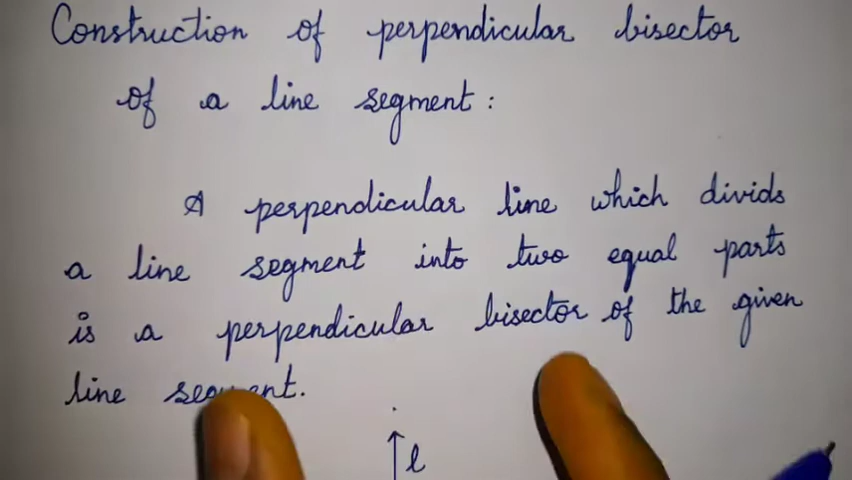 Construction of perpendicular bisector
of a line segment :
A perpendicular line which divids
a line segment into two equal parts
is a perpendicular bisector of the given
line segment.
l